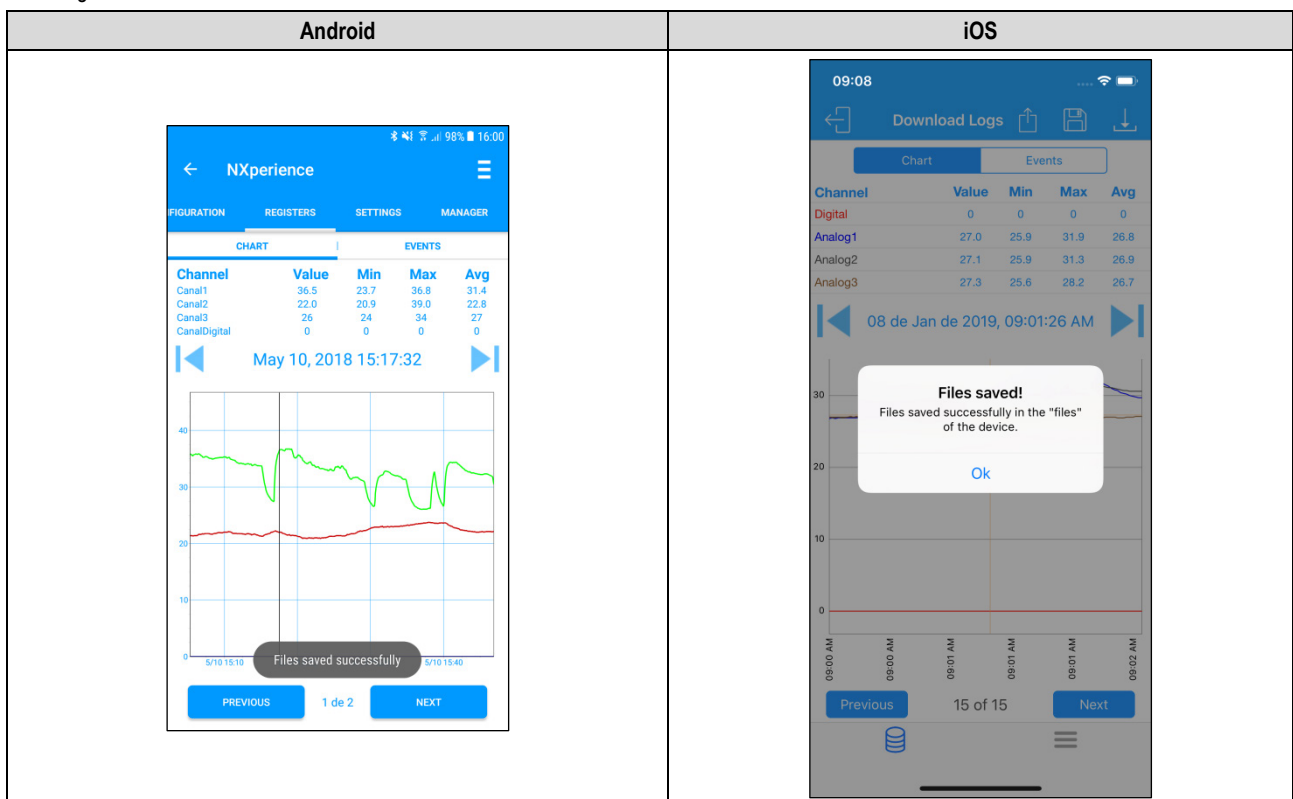 Android
iOS
98% 16:00
NXperience
FIGURATION REGISTERS SETTINGS MANAGER
CHART EVENTS
Channel Value Min Max Avg
Canal1 36.5 23.7 36.8 31.4
Canal2 22.0 20.9 39.0 22.8
Canal3 26 24 34 27
CanalDigital 0 0 0 0
May 10, 2018 15:17:32
40
30
20
10
0
5/10 15:10 5/10 15:40
Files saved successfully
PREVIOUS 1 de 2 NEXT
09:08
Download Logs
Chart Events
Channel Value Min Max Avg
Digital 0 0 0 0
Analog1 27.0 25.9 31.9 26.8
Analog2 27.1 25.9 31.3 26.9
Analog3 27.3 25.6 28.2 26.7
08 de Jan de 2019, 09:01:26 AM
30
Files saved!
Files saved successfully in the "files"
of the device.
Ok
20
10
0
09:00 AM
09:00 AM
09:01 AM
09:01 AM
09:01 AM
09:02 AM
Previous 15 of 15 Next